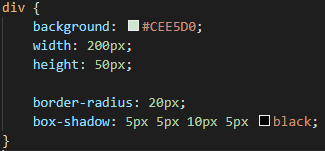 div {
    background: #CEE5D0;
    width: 200px;
    height: 50px;

    border-radius: 20px;
    box-shadow: 5px 5px 10px 5px black;
}